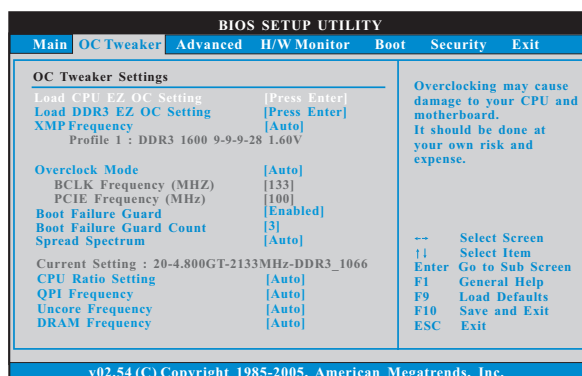 BIOS SETUP UTILITY
Main OC Tweaker Advanced H/W Monitor Boot Security Exit
OC Tweaker Settings
Load CPU EZ OC Setting [Press Enter]
Load DDR3 EZ OC Setting [Press Enter]
XMP Frequency [Auto]
Profile 1 : DDR3 1600 9-9-9-28 1.60V
Overclock Mode [Auto]
BCLK Frequency (MHZ) [133]
PCIE Frequency (MHz) [100]
Boot Failure Guard [Enabled]
Boot Failure Guard Count [3]
Spread Spectrum [Auto]
Current Setting : 20-4.800GT-2133MHz-DDR3_1066
CPU Ratio Setting [Auto]
QPI Frequency [Auto]
Uncore Frequency [Auto]
DRAM Frequency [Auto]
Overclocking may cause
damage to your CPU and
motherboard.
It should be done at
your own risk and
expense.
←→ Select Screen
↑↓ Select Item
Enter Go to Sub Screen
F1 General Help
F9 Load Defaults
F10 Save and Exit
ESC Exit
v02.54 (C) Copyright 1985-2005, American Megatrends, Inc.